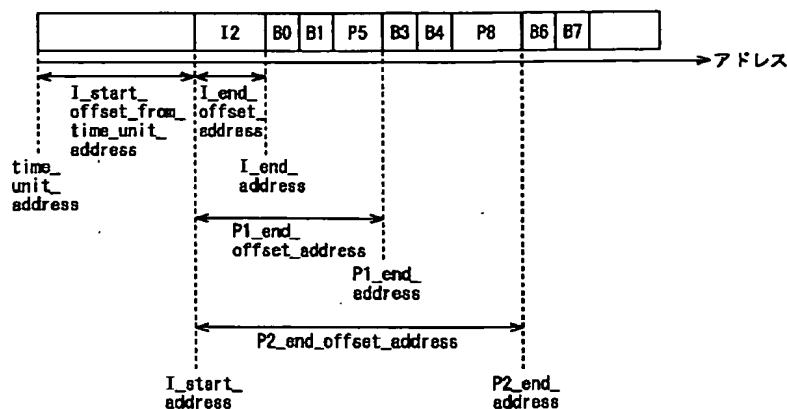 I2 B0 B1 P5 B3 B4 P8 B6 B7
アドレス
I_start_
offset_from_
time_unit_
address
I_end_
offset_
address
time_
unit_
address
I_end_
address
P1_end_
offset_address
P1_end_
address
P2_end_offset_address
I_start_
address
P2_end_
address